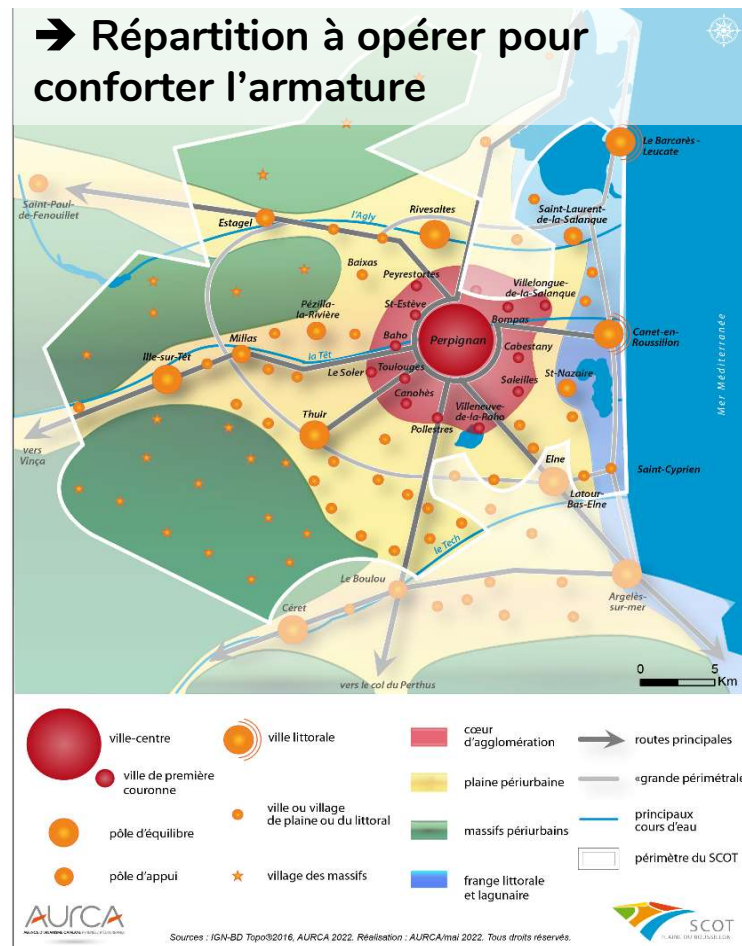 ➔ Répartition à opérer pour
conforter l'armature
Le Barcarès -
Leucate
Saint-Paul-
de-Fenouillet
l'Agly
Rivesaltes
Saint-Laurent-
de-la-Salanque
Estagel
Baixas
Peyrestortes
Villelongue-
de-la-Salanque
Pézilla-
la-Rivière
St-Estève
Bompas
Canet-en-
Roussillon
Millas
Baho
Perpignan
Ille-sur-Têt
la Têt
Cabestany
Le Soler
Toulouges
Saleilles
St-Nazaire
Canohès
Mer Méditerranée
Thuir
Villeneuve-
de-la-Raho
Pollestres
vers
Vinça
Elne
Saint-Cyprien
Latour-
Bas-Elne
le Tech
Le Boulou
Céret
Argelès-
sur-mer
vers le col du Perthus
0 5
Km
ville-centre
ville de première
couronne
pôle d'équilibre
pôle d'appui
ville littorale
ville ou village
de plaine ou du littoral
village des massifs
cœur
d'agglomération
plaine périurbaine
massifs périurbains
frange littorale
et lagunaire
routes principales
«grande périmétrale
principaux
cours d'eau
périmètre du SCOT
AURCA
Sources : IGN-BD Topo®2016, AURCA 2022. Réalisation : AURCA/mai 2022. Tous droits réservés.
SCOT
PLAINE DU ROUSSILLON